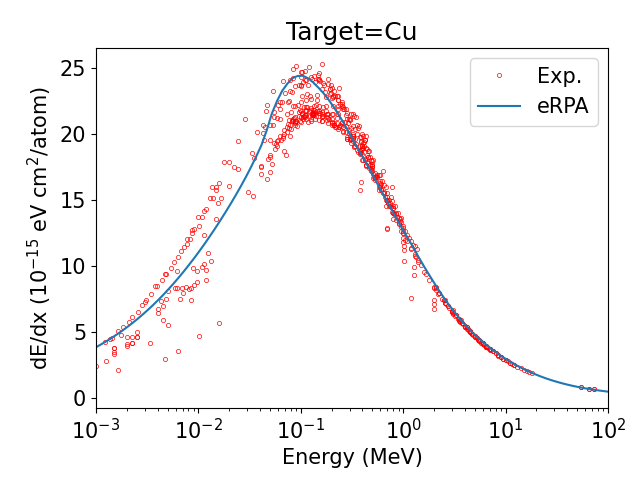 Target=Cu
Exp.
eRPA
dE/dx (10⁻¹⁵ eV cm²/atom)
25
20
15
10
5
0
10⁻³ 10⁻² 10⁻¹ 10⁰ 10¹ 10²
Energy (MeV)